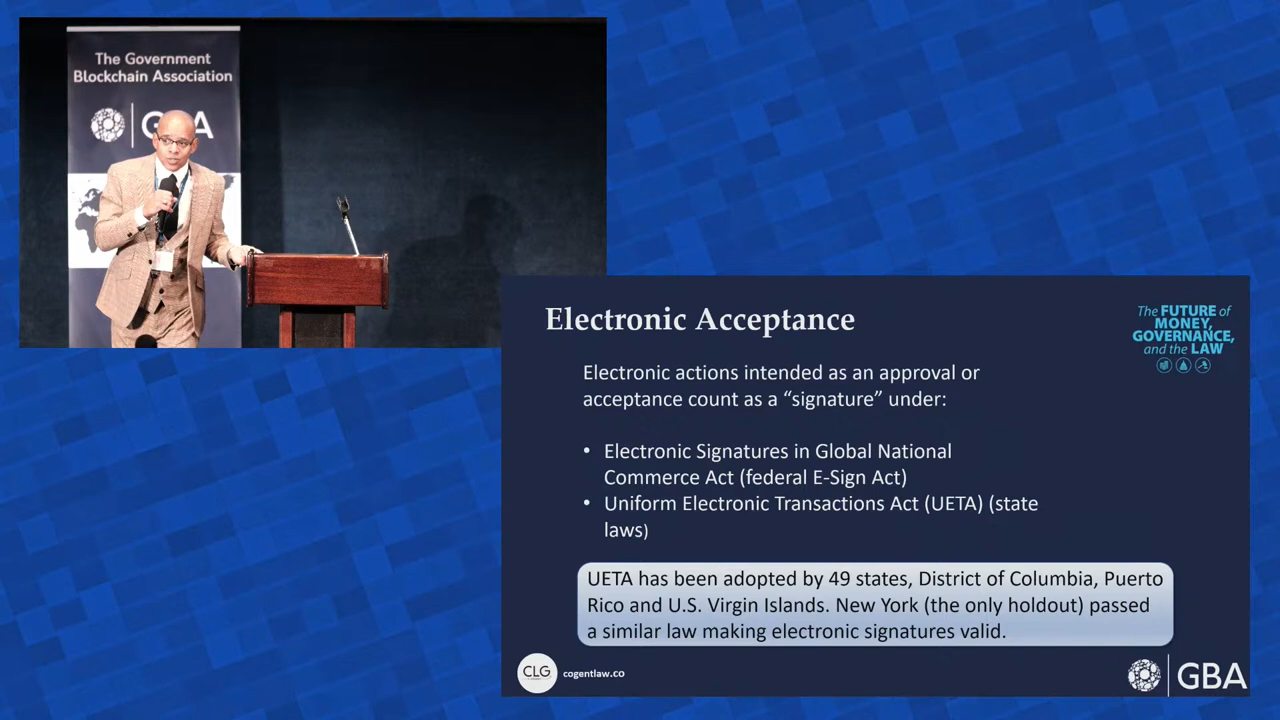 The Government
Blockchain Association
GBA
Electronic Acceptance
The FUTURE of
MONEY,
GOVERNANCE,
and the LAW
Electronic actions intended as an approval or
acceptance count as a “signature” under:
• Electronic Signatures in Global National
Commerce Act (federal E-Sign Act)
• Uniform Electronic Transactions Act (UETA) (state
laws)
UETA has been adopted by 49 states, District of Columbia, Puerto
Rico and U.S. Virgin Islands. New York (the only holdout) passed
a similar law making electronic signatures valid.
CLG
cogentlaw.co
GBA